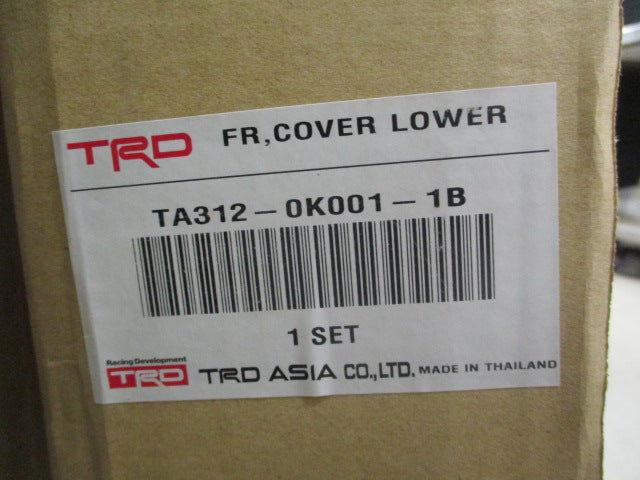 TRD FR,COVER LOWER
TA312-0K001-1B
1 SET
Racing Development
TRD TRD ASIA CO.,LTD. MADE IN THAILAND